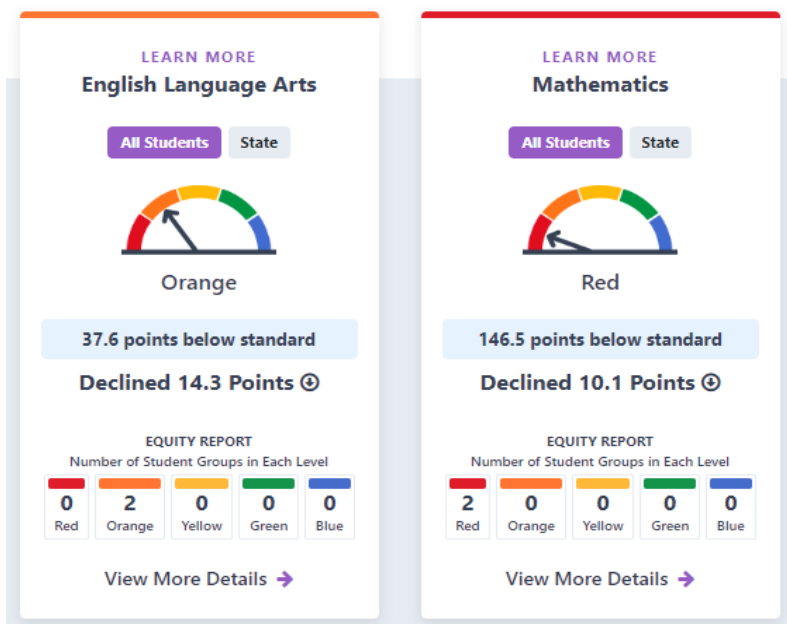 LEARN MORE
English Language Arts
All Students State
Orange
37.6 points below standard
Declined 14.3 Points
EQUITY REPORT
Number of Student Groups in Each Level
0 2 0 0 0
Red Orange Yellow Green Blue
View More Details
LEARN MORE
Mathematics
All Students State
Red
146.5 points below standard
Declined 10.1 Points
EQUITY REPORT
Number of Student Groups in Each Level
2 0 0 0 0
Red Orange Yellow Green Blue
View More Details